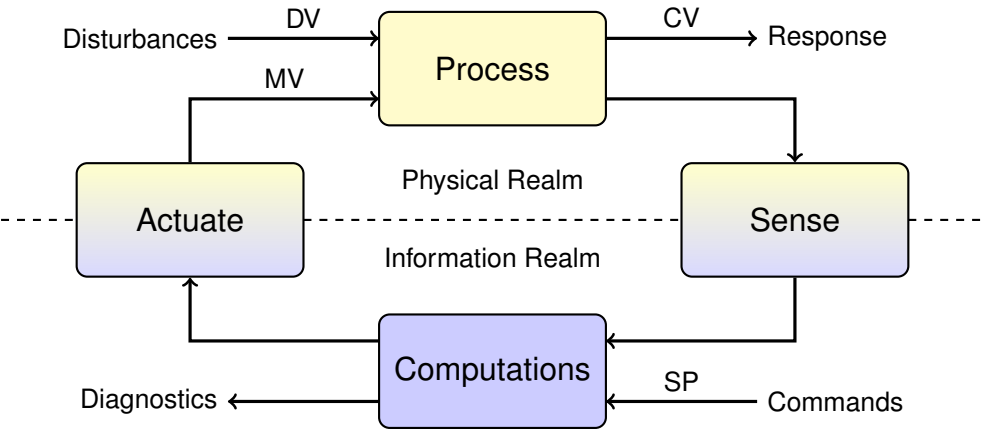 DV
CV
Disturbances
Process
Response
MV
Physical Realm
Actuate
Sense
Information Realm
Computations
SP
Diagnostics
Commands